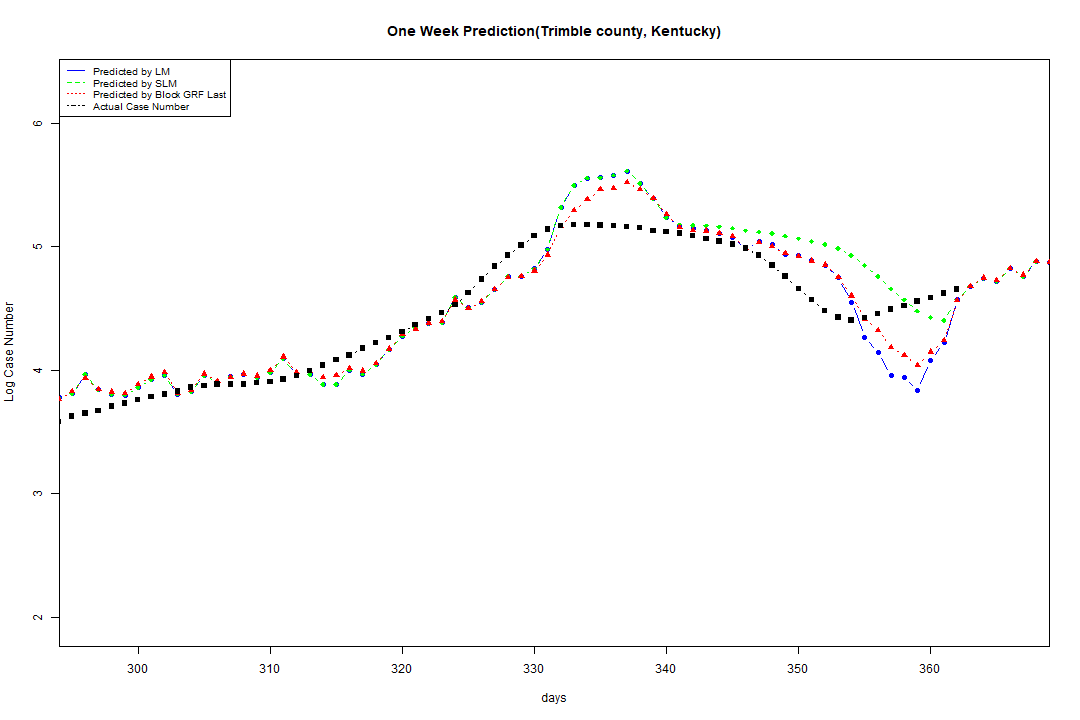 One Week Prediction(Trimble county, Kentucky)
Predicted by LM
Predicted by SLM
Predicted by Block GRF Last
Actual Case Number
6
5
4
3
2
Log Case Number
300 310 320 330 340 350 360
days